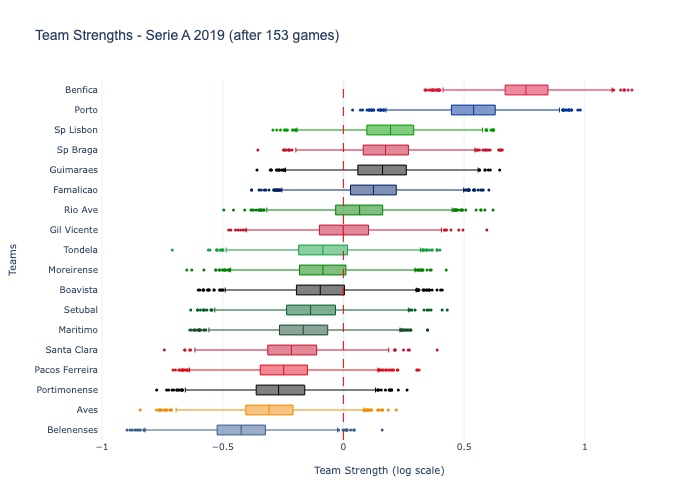 Team Strengths - Serie A 2019 (after 153 games)
Benfica
Porto
Sp Lisbon
Sp Braga
Guimaraes
Famalicao
Rio Ave
Gil Vicente
Tondela
Moreirense
Boavista
Setubal
Maritimo
Santa Clara
Pacos Ferreira
Portimonense
Aves
Belenenses
Teams
−1
−0.5
0
0.5
1
Team Strength (log scale)